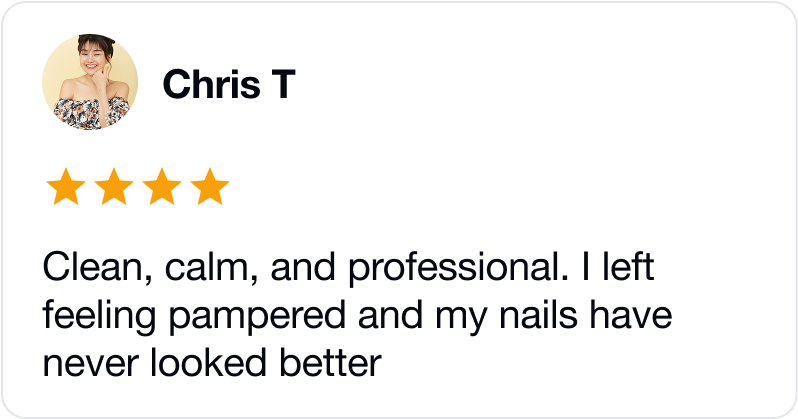 Chris T
Clean, calm, and professional. I left
feeling pampered and my nails have
never looked better